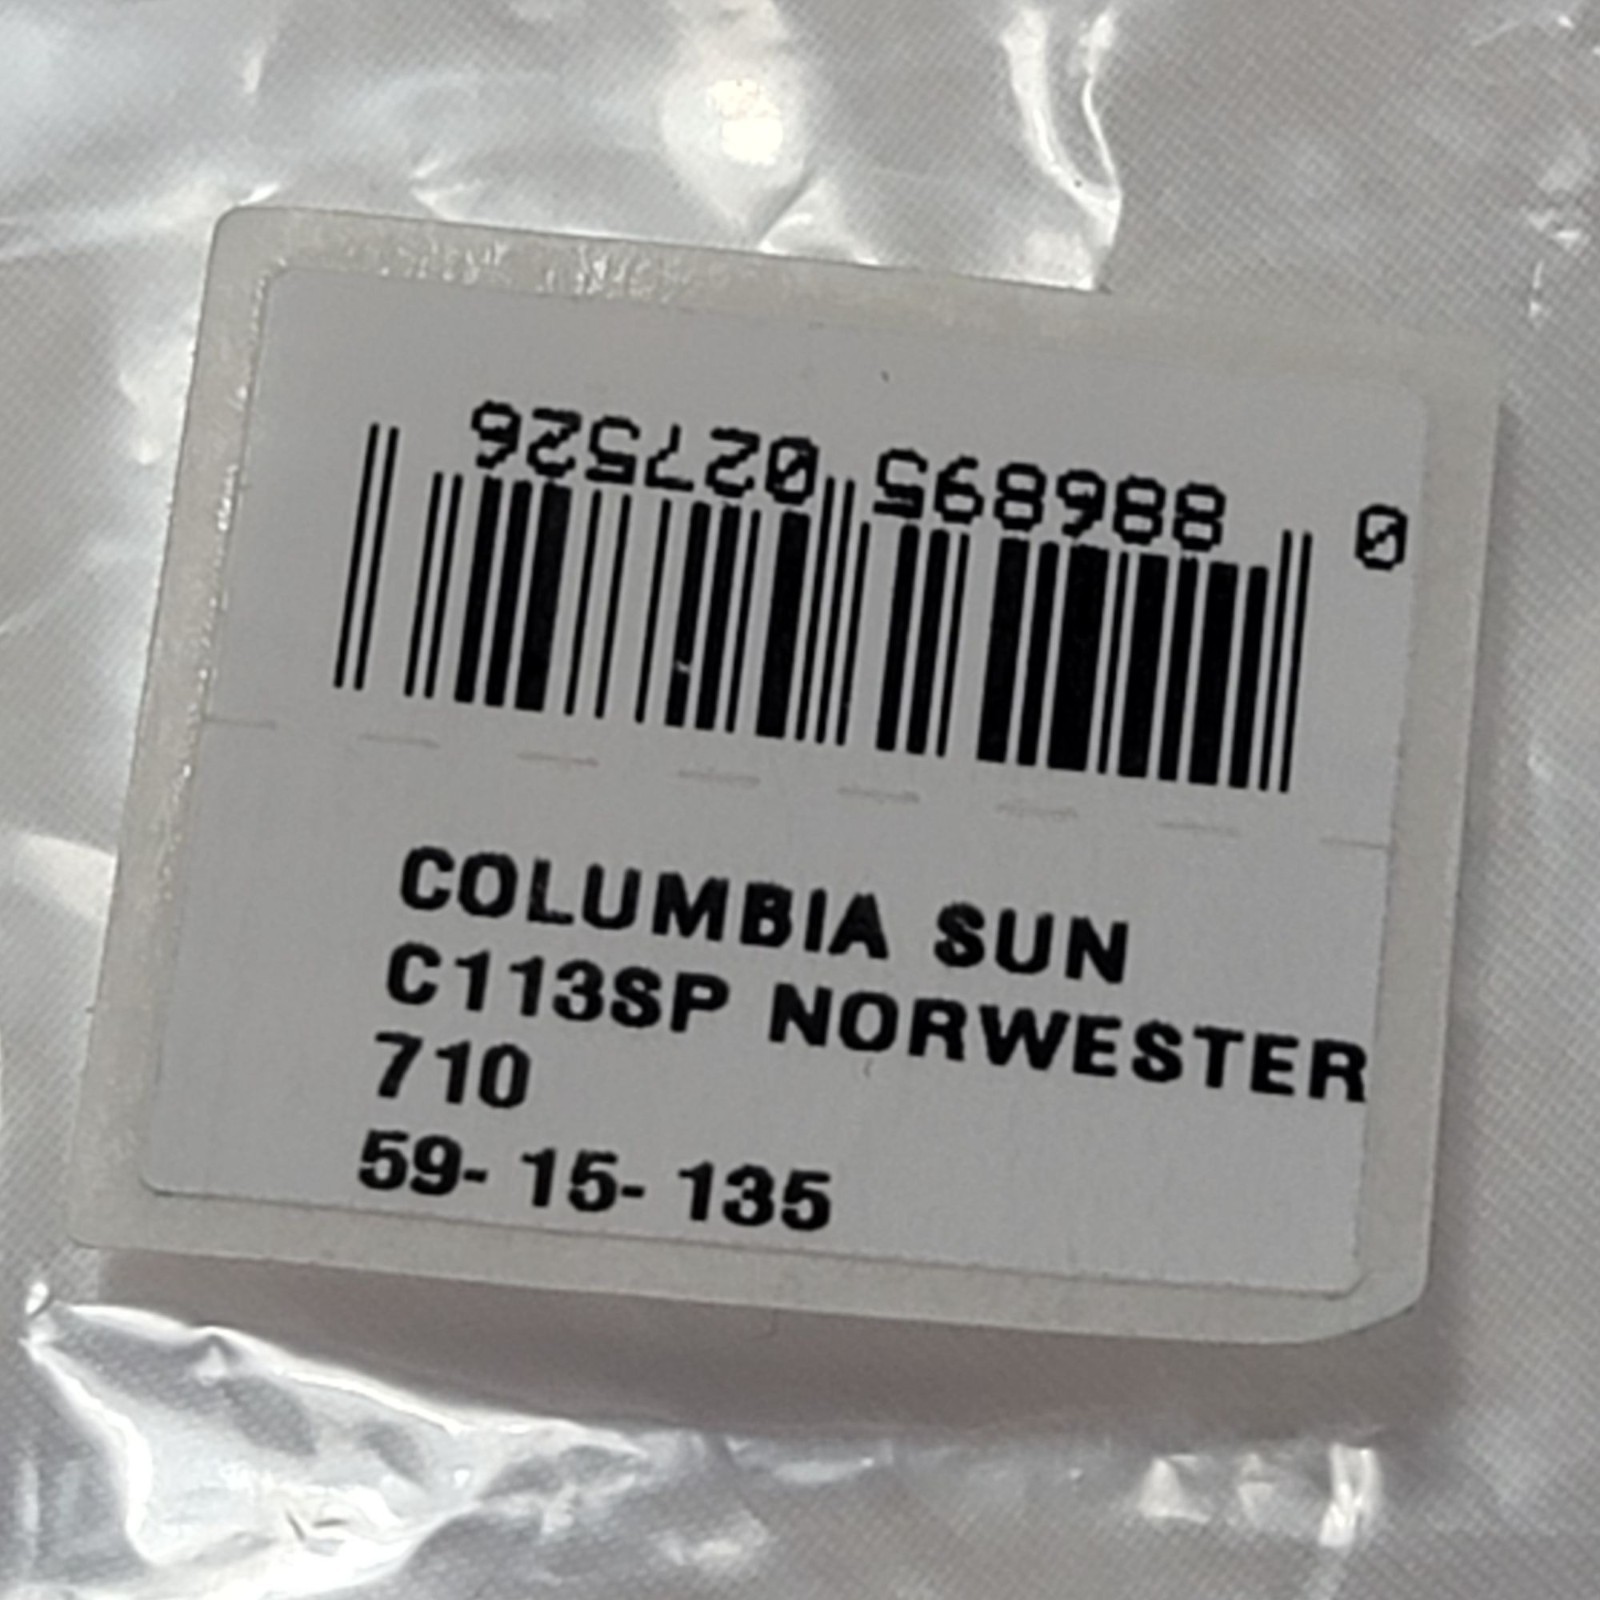 0 886895 027526
COLUMBIA SUN
C113SP NORWESTER
710
59- 15- 135